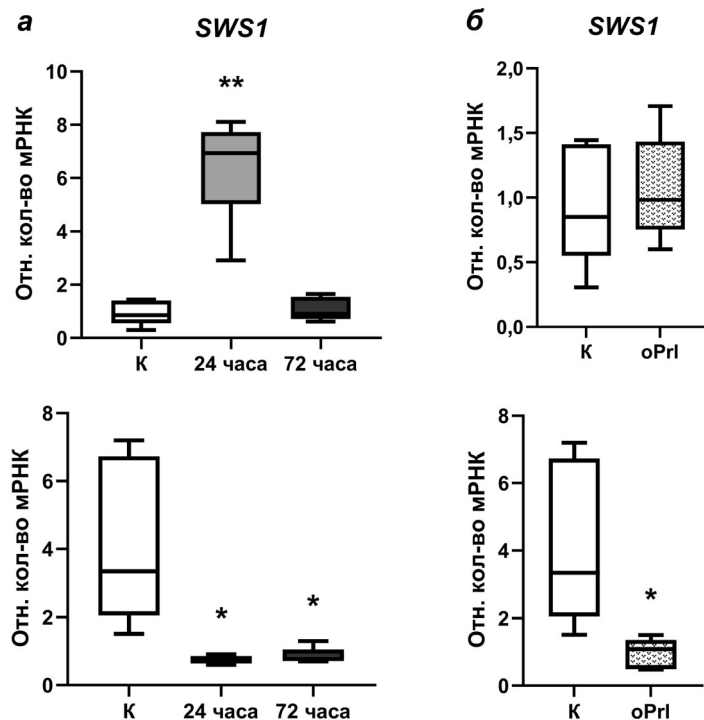 а
SWS1
Отн. кол-во мРНК
10
8
6
4
2
0
**
К
24 часа
72 часа
б
SWS1
Отн. кол-во мРНК
2,0
1,5
1,0
0,5
0,0
К
oPrl
Отн. кол-во мРНК
8
6
4
2
0
*
*
К
24 часа
72 часа
Отн. кол-во мРНК
8
6
4
2
0
*
К
oPrl